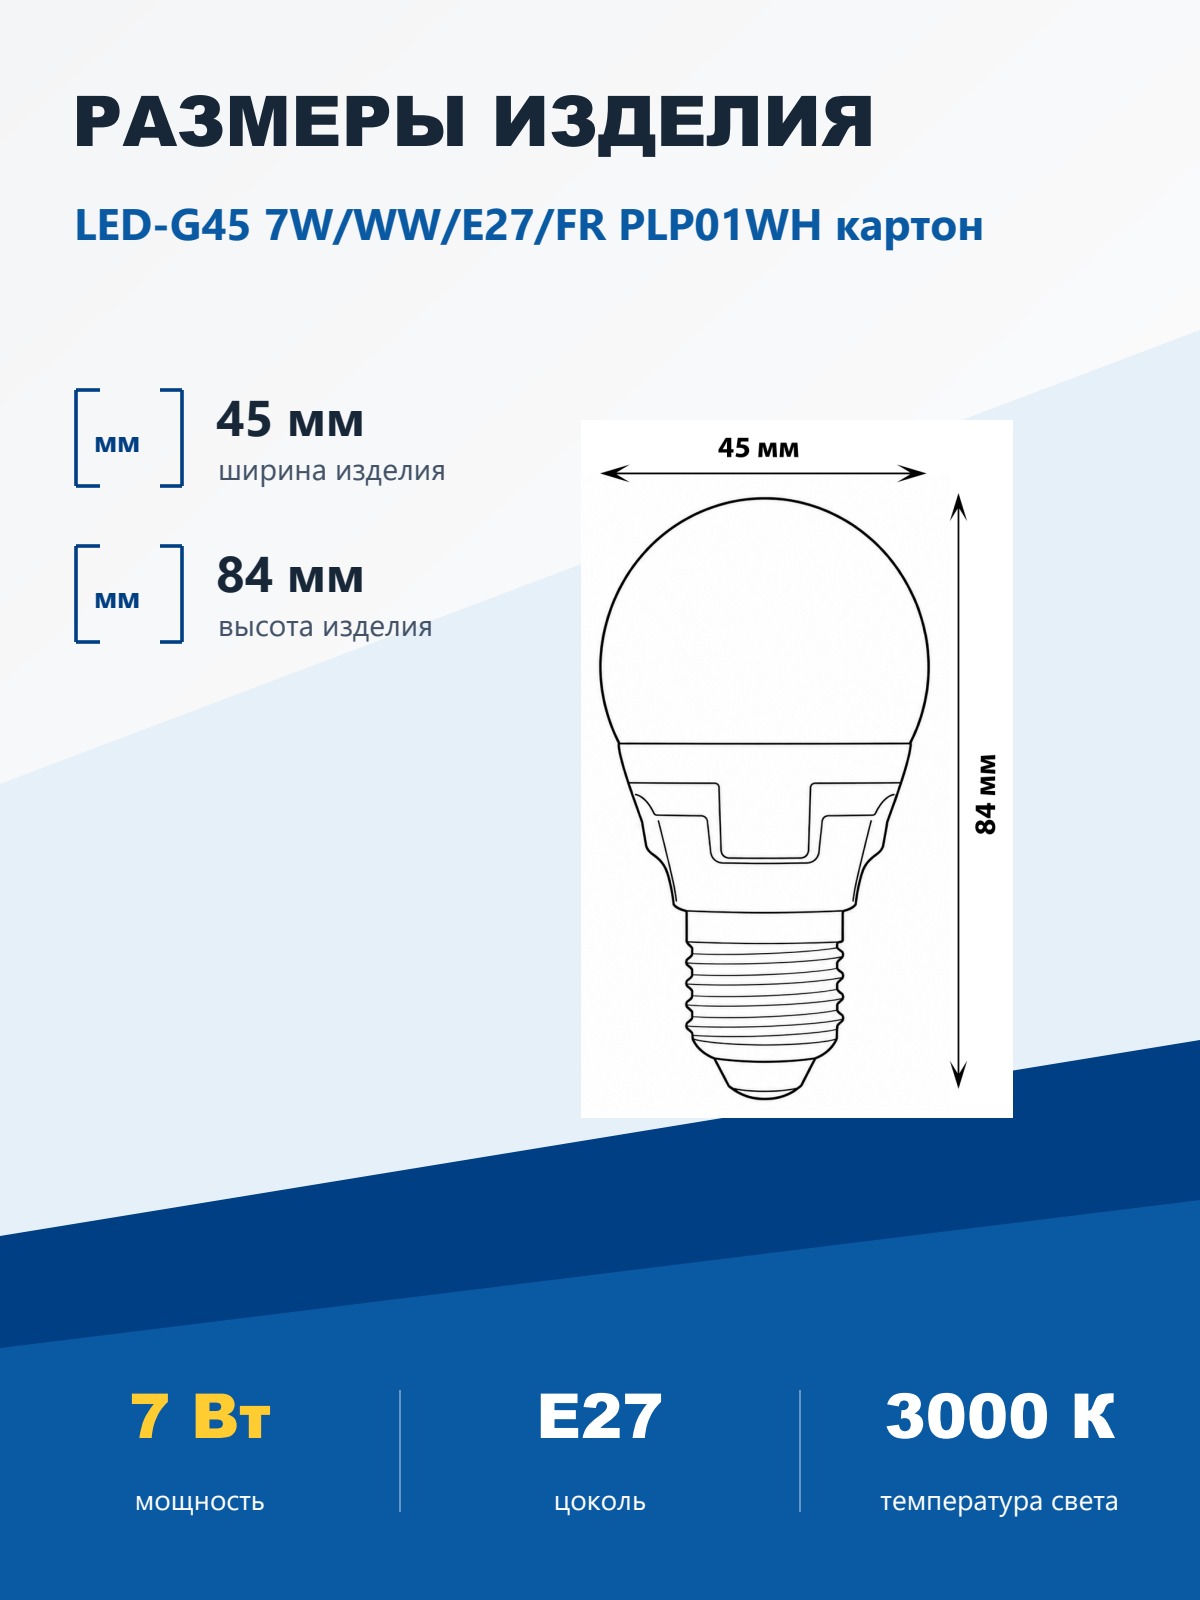 РАЗМЕРЫ ИЗДЕЛИЯ
LED-G45 7W/WW/E27/FR PLP01WH картон
мм
45 мм
ширина изделия
мм
84 мм
высота изделия
45 мм
84 мм
7 Вт
мощность
E27
цоколь
3000 К
температура света